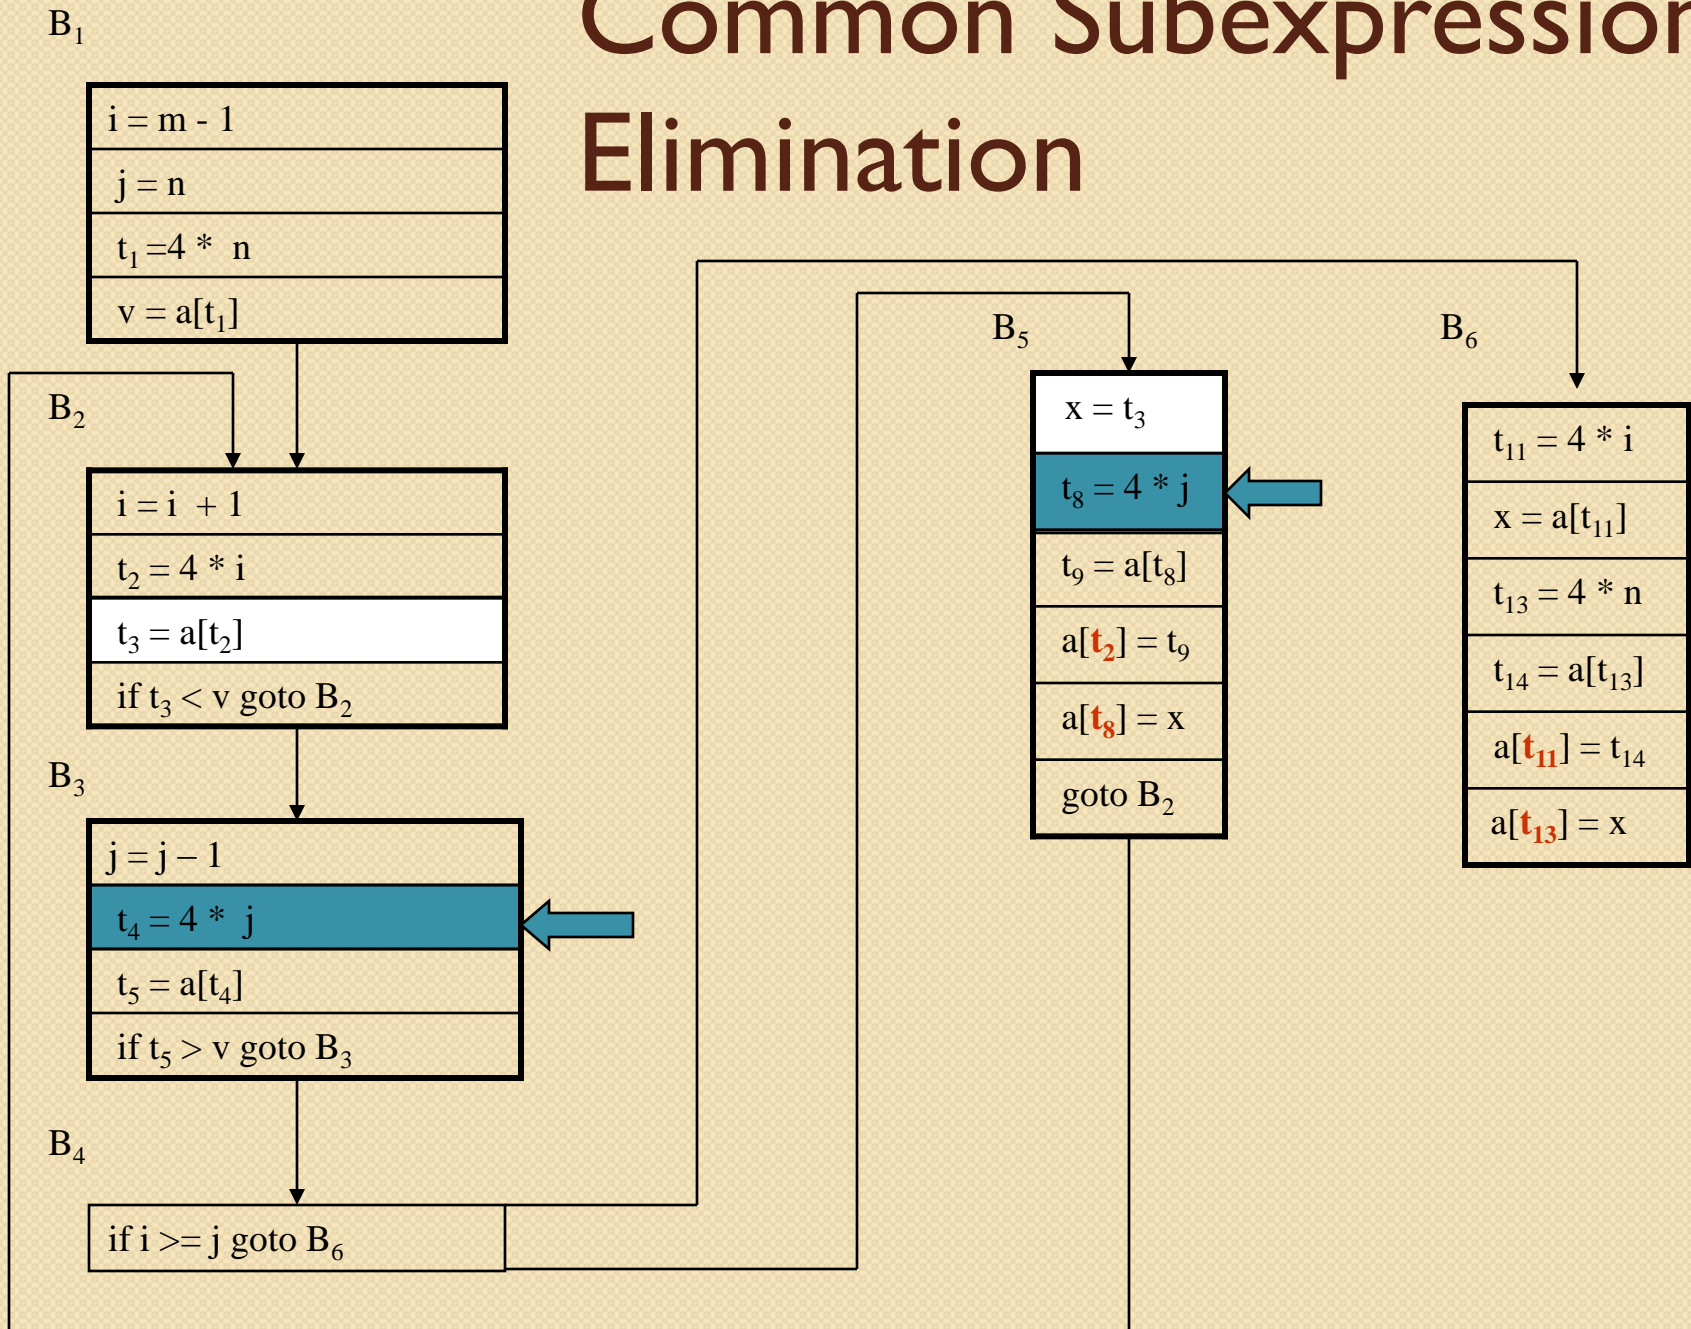 Common Subexpression
Elimination
B₁
i = m - 1
j = n
t₁ =4 * n
v = a[t₁]
B₂
i = i + 1
t₂ = 4 * i
t₃ = a[t₂]
if t₃ < v goto B₂
B₃
j = j – 1
t₄ = 4 * j
t₅ = a[t₄]
if t₅ > v goto B₃
B₄
if i >= j goto B₆
B₅
x = t₃
t₈ = 4 * j
t₉ = a[t₈]
a[t₂] = t₉
a[t₈] = x
goto B₂
B₆
t₁₁ = 4 * i
x = a[t₁₁]
t₁₃ = 4 * n
t₁₄ = a[t₁₃]
a[t₁₁] = t₁₄
a[t₁₃] = x